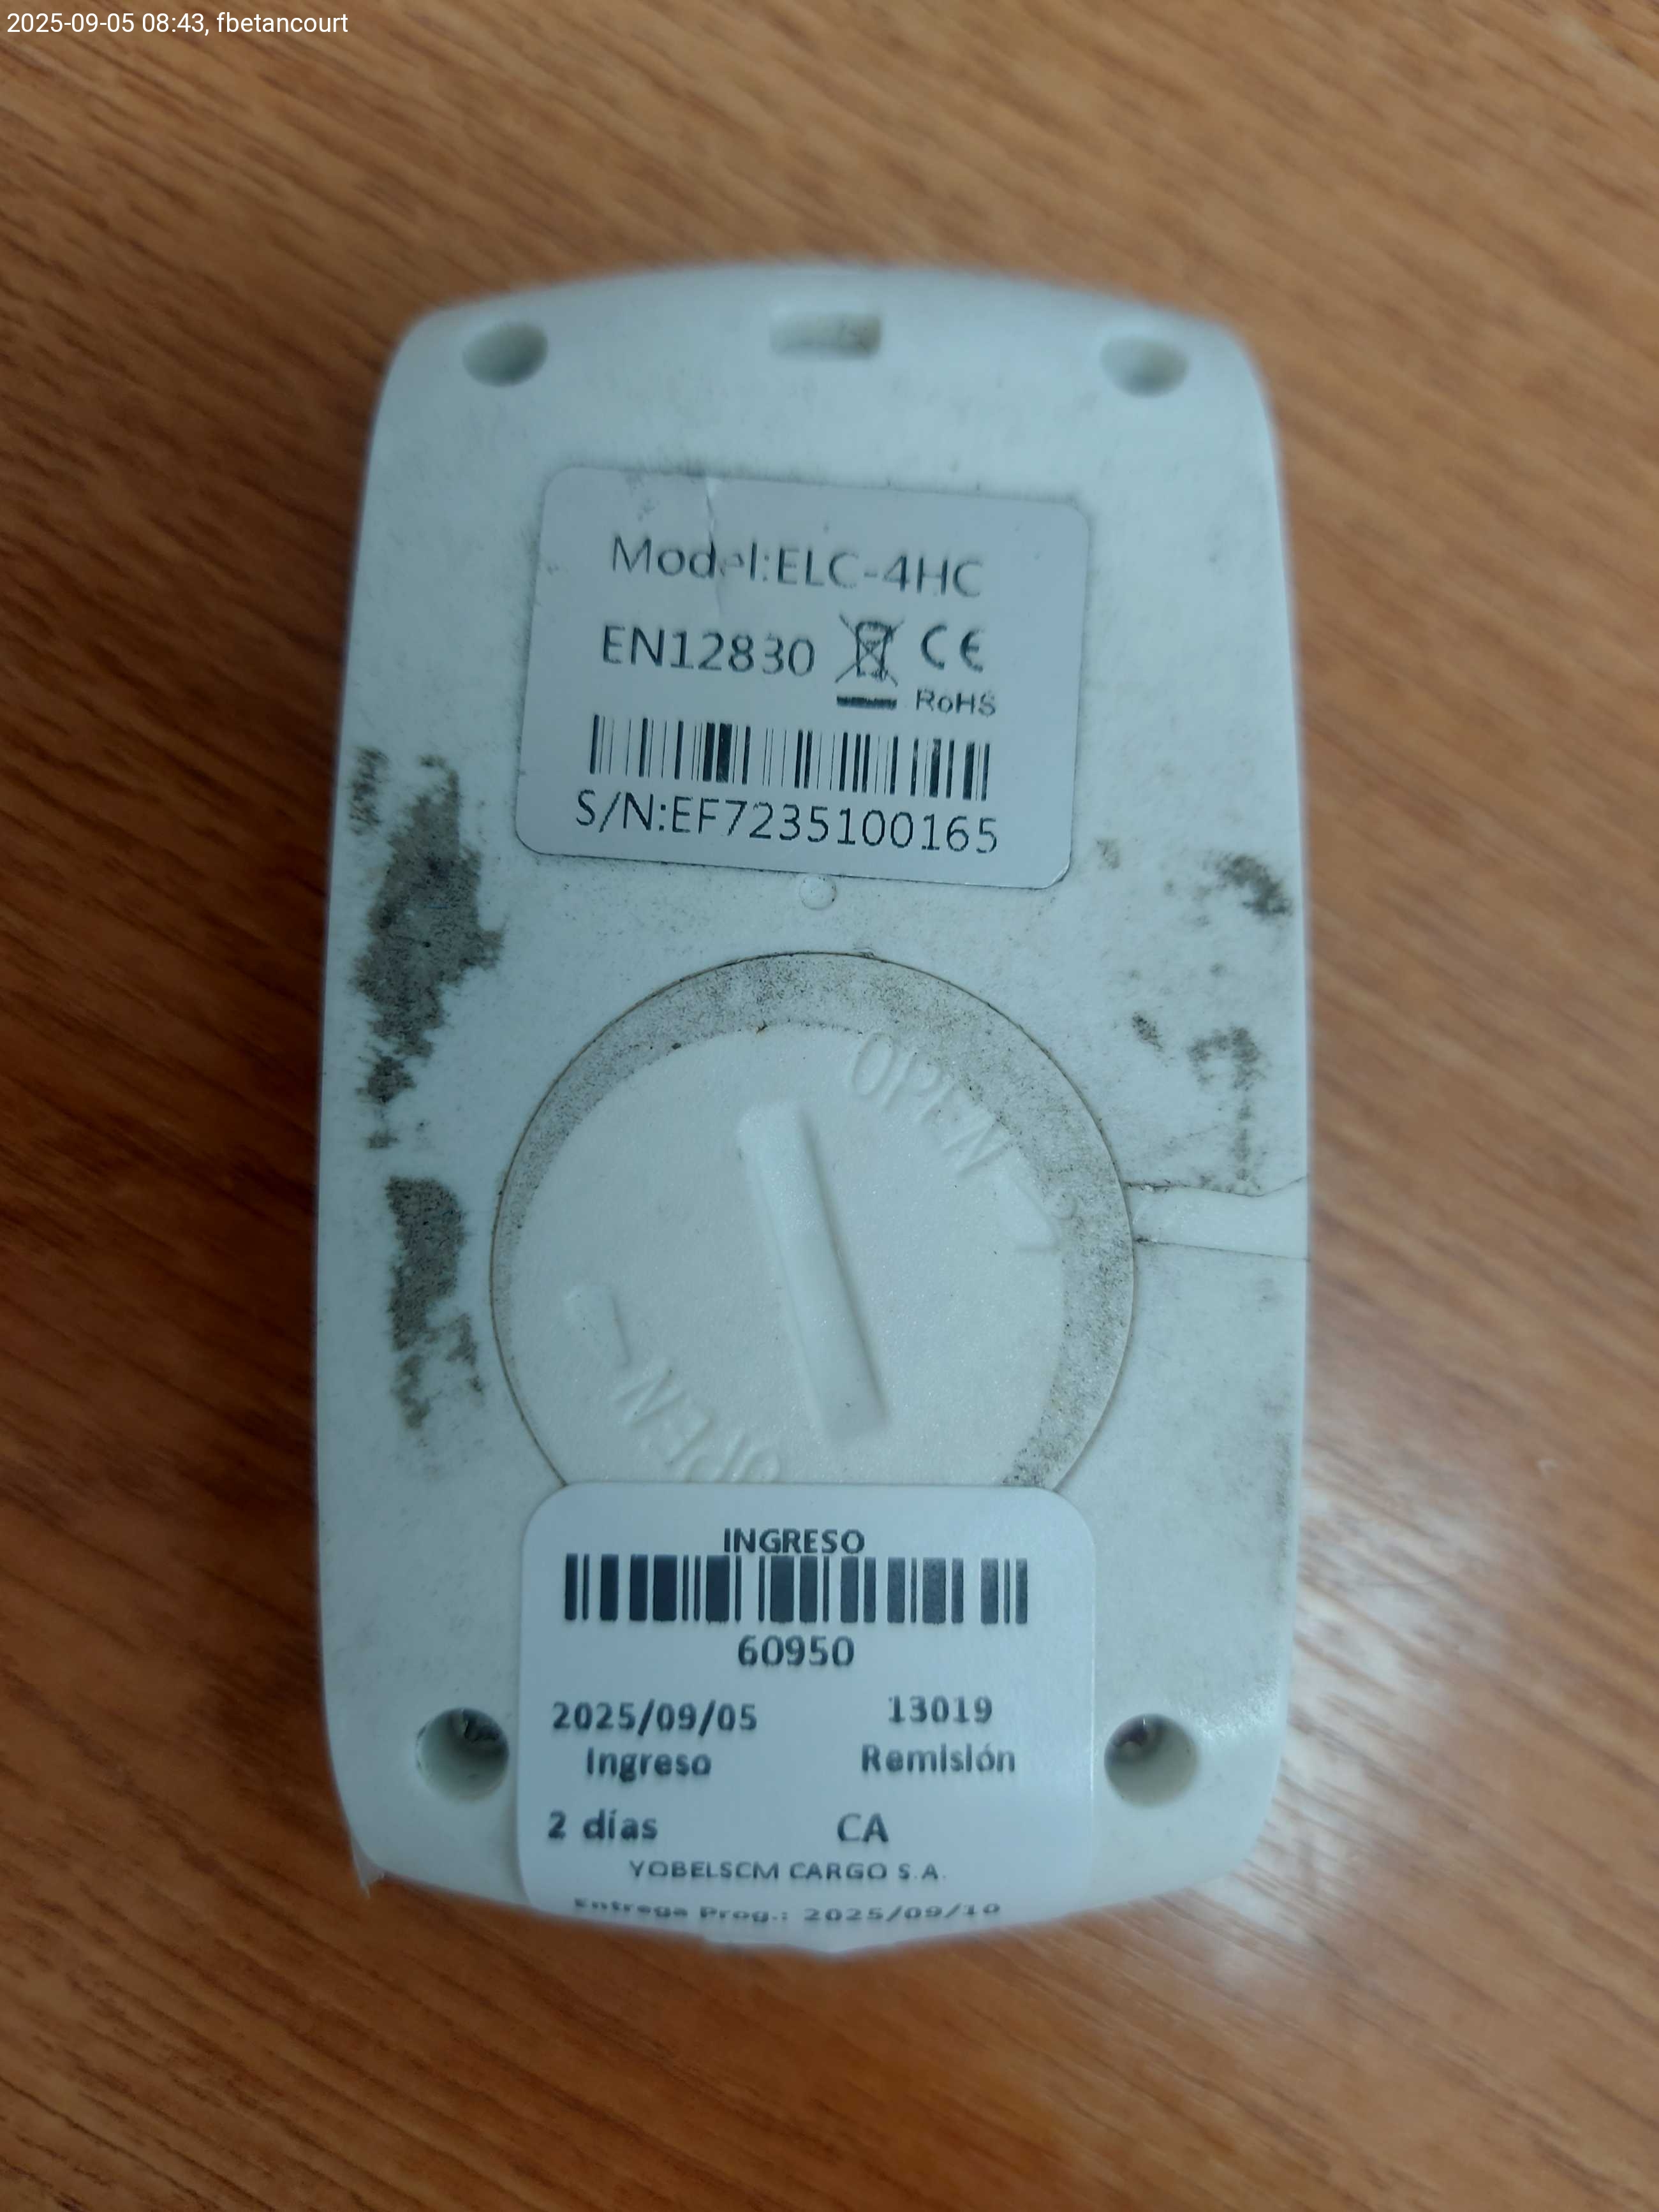 2025-09-05 08:43, fbetancourt
Model:ELC-4HC
EN12830 CE
RoHS
S/N:EF7235100165
OPEN
OPEN
INGRESO
60950
2025/09/05 13019
Ingreso Remisión
2 días CA
YOBELSCM CARGO S.A.
Entrega Prog.: 2025/09/10